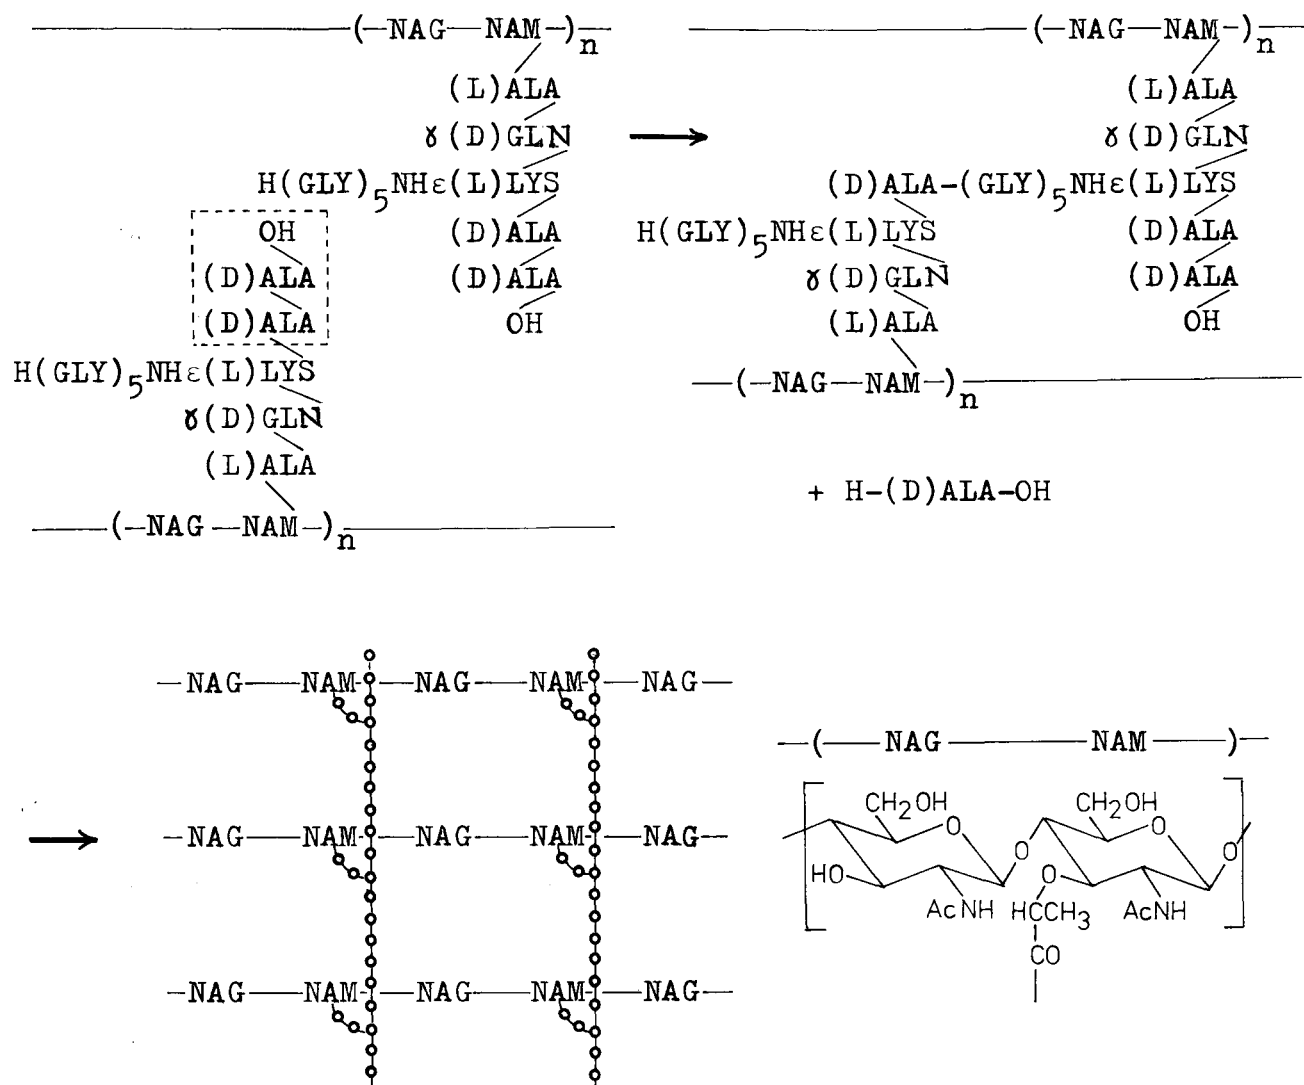 (-NAG-NAM-)n
(L)ALA
γ(D)GLN
H(GLY)5NHε(L)LYS
(D)ALA
(D)ALA
OH
OH
(D)ALA
(D)ALA
H(GLY)5NHε(L)LYS
γ(D)GLN
(L)ALA
(-NAG-NAM-)n
(-NAG-NAM-)n
(L)ALA
γ(D)GLN
(D)ALA-(GLY)5NHε(L)LYS
H(GLY)5NHε(L)LYS
(D)ALA
γ(D)GLN
(D)ALA
(L)ALA
OH
(-NAG-NAM-)n
+ H-(D)ALA-OH
-NAG-NAM-NAG-NAM-NAG-
-NAG-NAM-NAG-NAM-NAG-
-NAG-NAM-NAG-NAM-NAG-
-(-NAG-NAM-)-
CH2OH
CH2OH
O
O
O
O
HO
O
AcNH
HCCH3
AcNH
CO